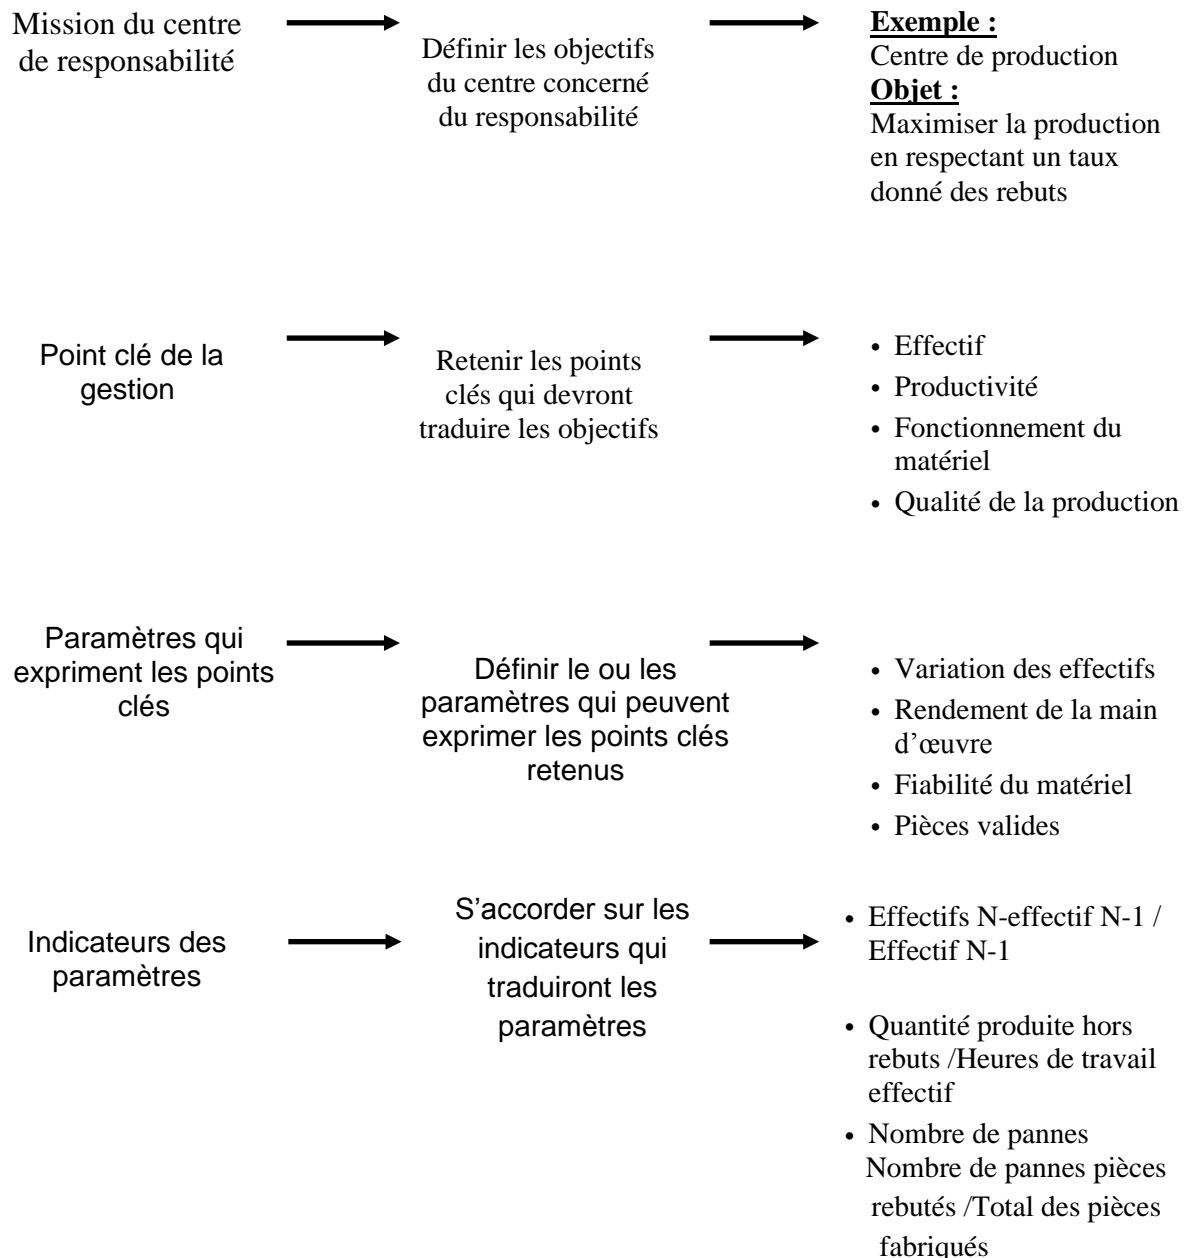 Mission du centre
de responsabilité
Définir les objectifs
du centre concerné
du responsabilité
Exemple :
Centre de production
Objet :
Maximiser la production
en respectant un taux
donné des rebuts
Point clé de la
gestion
Retenir les points
clés qui devront
traduire les objectifs
• Effectif
• Productivité
• Fonctionnement du
matériel
• Qualité de la production
Paramètres qui
expriment les points
clés
Définir le ou les
paramètres qui peuvent
exprimer les points clés
retenus
• Variation des effectifs
• Rendement de la main
d’œuvre
• Fiabilité du matériel
• Pièces valides
Indicateurs des
paramètres
S’accorder sur les
indicateurs qui
traduiront les
paramètres
• Effectifs N-effectif N-1 /
Effectif N-1
• Quantité produite hors
rebuts /Heures de travail
effectif
• Nombre de pannes
Nombre de pannes pièces
rebutés /Total des pièces
fabriqués